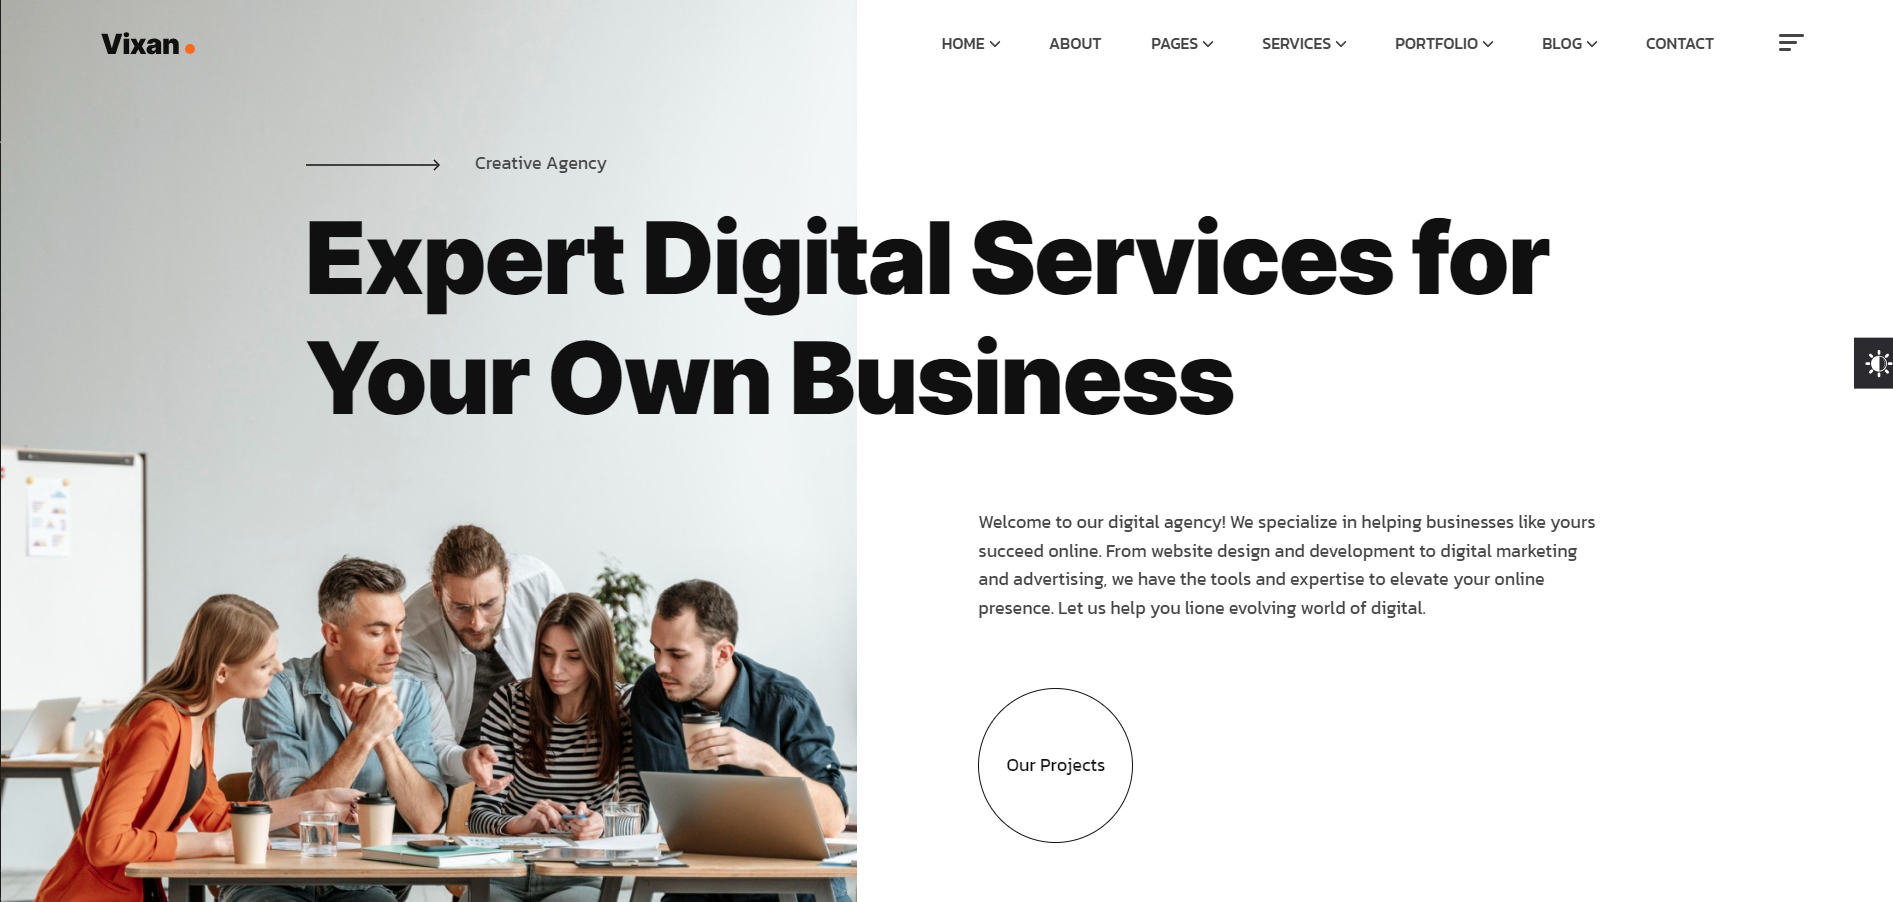 Vixan
HOME ABOUT PAGES SERVICES PORTFOLIO BLOG CONTACT
Creative Agency
Expert Digital Services for
Your Own Business
Welcome to our digital agency! We specialize in helping businesses like yours
succeed online. From website design and development to digital marketing
and advertising, we have the tools and expertise to elevate your online
presence. Let us help you lione evolving world of digital.
Our Projects